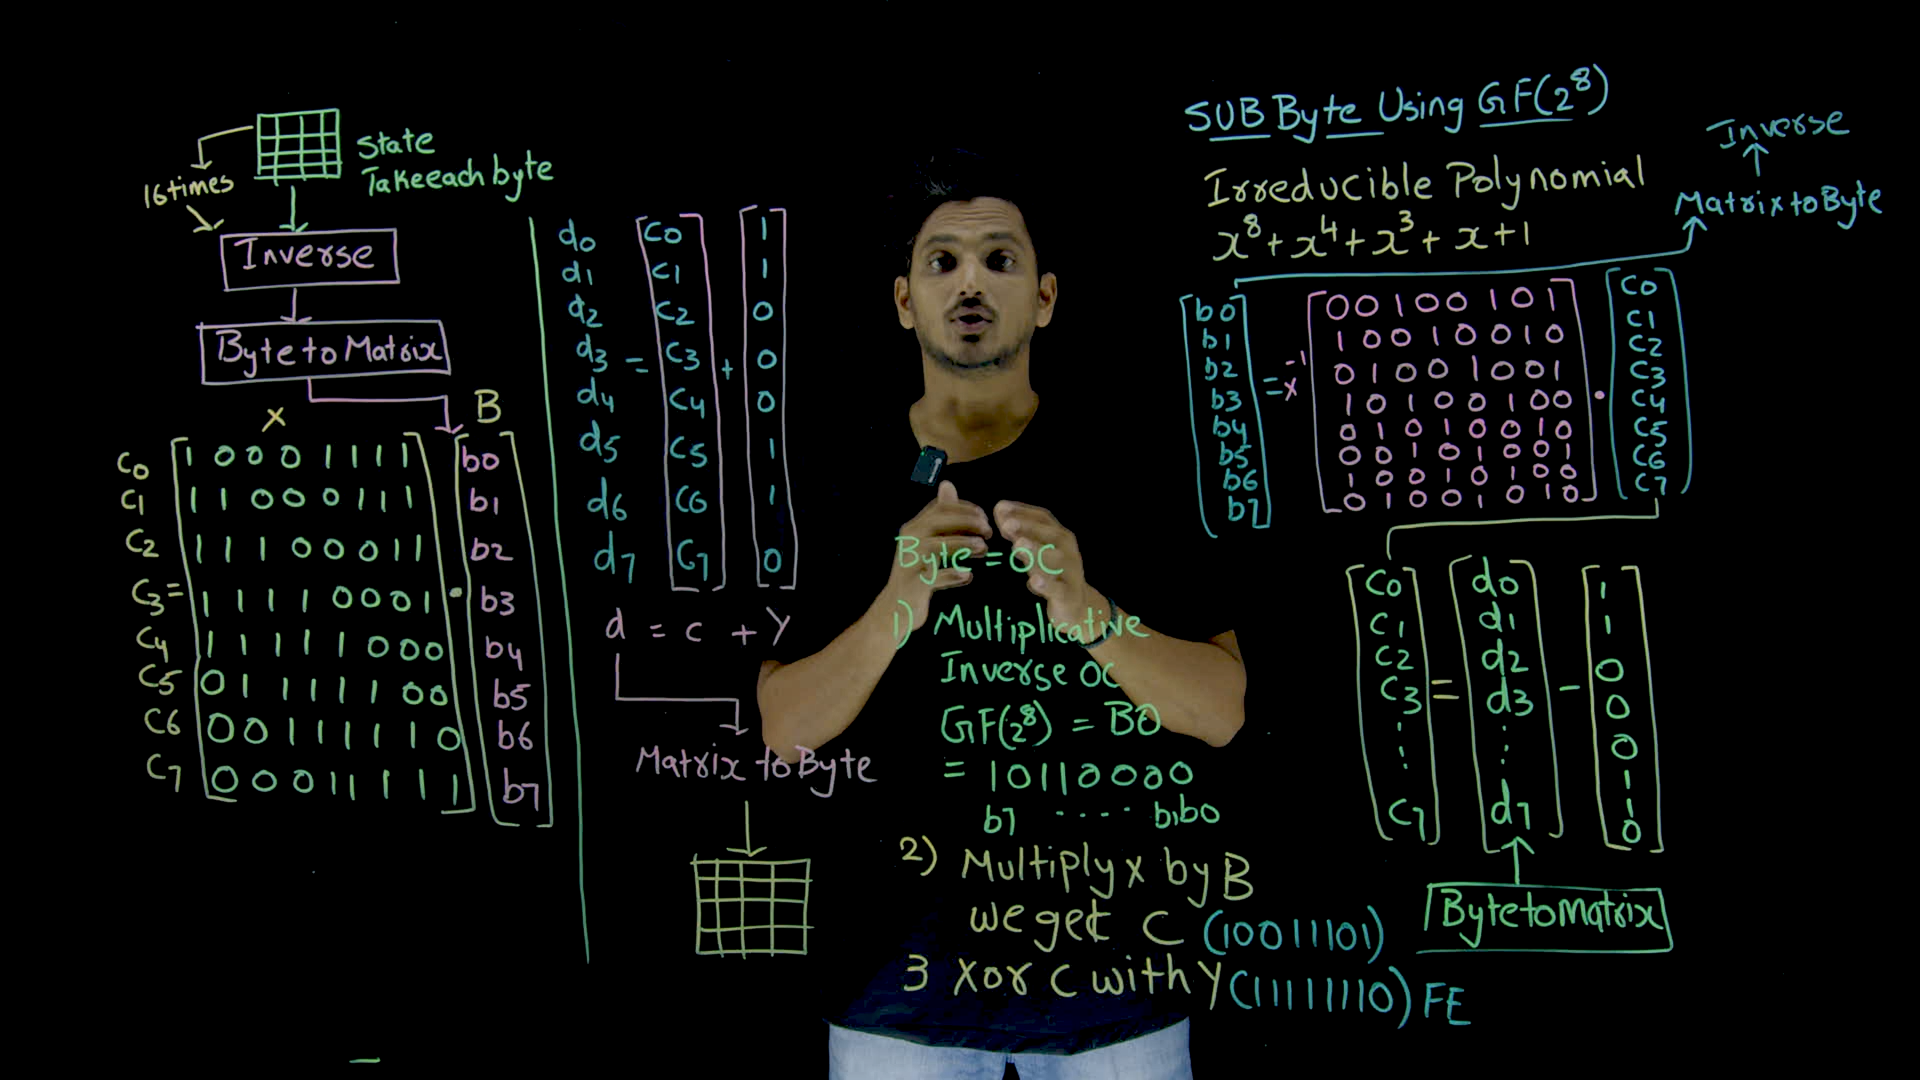 State
Take each byte
16 times
Inverse
Byte to Matrix
X
B
c0 1 0 0 0 1 1 1 1 b0
c1 1 1 0 0 0 1 1 1 b1
c2 1 1 1 0 0 0 1 1 b2
c3 = 1 1 1 1 0 0 0 1 . b3
c4 1 1 1 1 1 0 0 0 b4
c5 0 1 1 1 1 1 0 0 b5
c6 0 0 1 1 1 1 1 0 b6
c7 0 0 0 1 1 1 1 1 b7
d0 c0 1
d1 c1 1
d2 c2 0
d3 = c3 + 0
d4 c4 0
d5 c5 1
d6 c6 1
d7 c7 0
d = c + y
Matrix to Byte
Byte = 0C
1) Multiplicative
Inverse 0C
GF(2^8) = B0
= 10110000
b7 .... b1b0
2) Multiply x by B
we get C (10011101)
3 Xor C with Y (11111110) FE
SUB Byte Using GF(2^8)
Irreducible Polynomial
x^8 + x^4 + x^3 + x + 1
Inverse
Matrix to Byte
b0 0 0 1 0 0 1 0 1 c0
b1 1 0 0 1 0 0 1 0 c1
b2 0 1 0 0 1 0 0 1 c2
b3 = x^-1 1 0 1 0 0 1 0 0 . c3
b4 0 1 0 1 0 0 1 0 c4
b5 0 0 1 0 1 0 0 1 c5
b6 1 0 0 1 0 1 0 0 c6
b7 0 1 0 0 1 0 1 0 c7
c0 d0 1
c1 d1 1
c2 d2 0
c3 = d3 - 0
: : 0
: : 1
1
c7 d7 0
Byte to Matrix